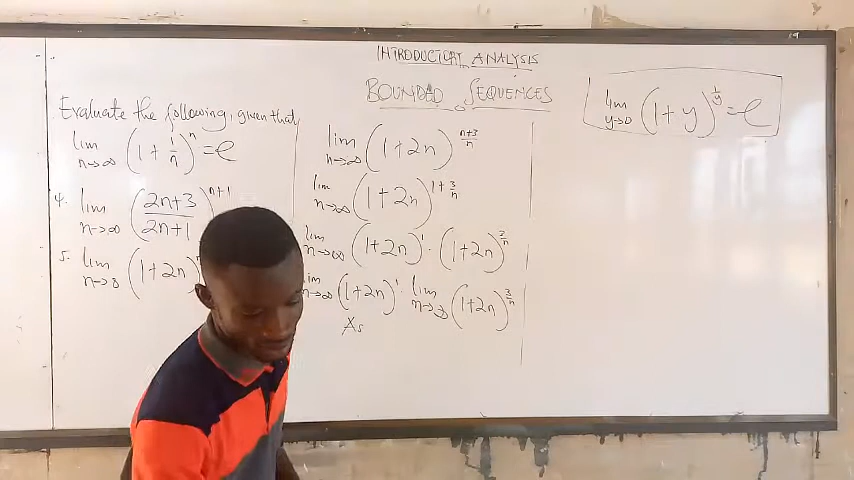 INTRODUCTORY ANALYSIS
BOUNDED SEQUENCES
Evaluate the following, given that
lim n→∞ (1 + 1/n)^n = e
4. lim n→∞ ((2n+3)/(2n+1))^(n+1)
5. lim n→∞ (1+2n)
lim n→∞ (1+2n)^((n+3)/n)
lim n→∞ (1+2n)^(1+3/n)
lim n→∞ (1+2n)^1 · (1+2n)^(3/n)
lim n→∞ (1+2n)^1 · lim n→∞ (1+2n)^(3/n)
As
lim y→0 (1+y)^(1/y) = e